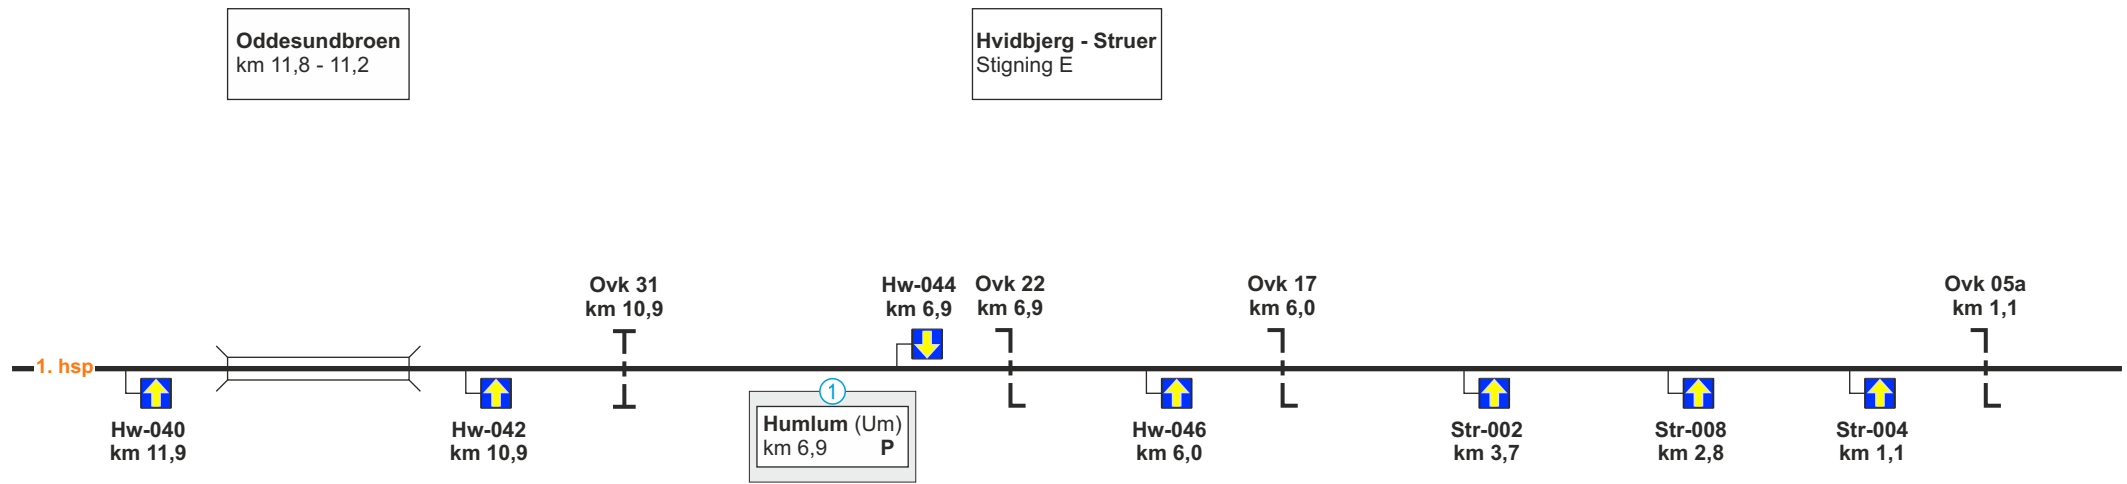 Oddesundbroen
km 11,8 - 11,2
Hvidbjerg - Struer
Stigning E
Ovk 31
km 10,9
Hw-044
km 6,9
Ovk 22
km 6,9
Ovk 17
km 6,0
Ovk 05a
km 1,1
1. hsp
1
Humlum (Um)
km 6,9 P
Hw-040
km 11,9
Hw-042
km 10,9
Hw-046
km 6,0
Str-002
km 3,7
Str-008
km 2,8
Str-004
km 1,1